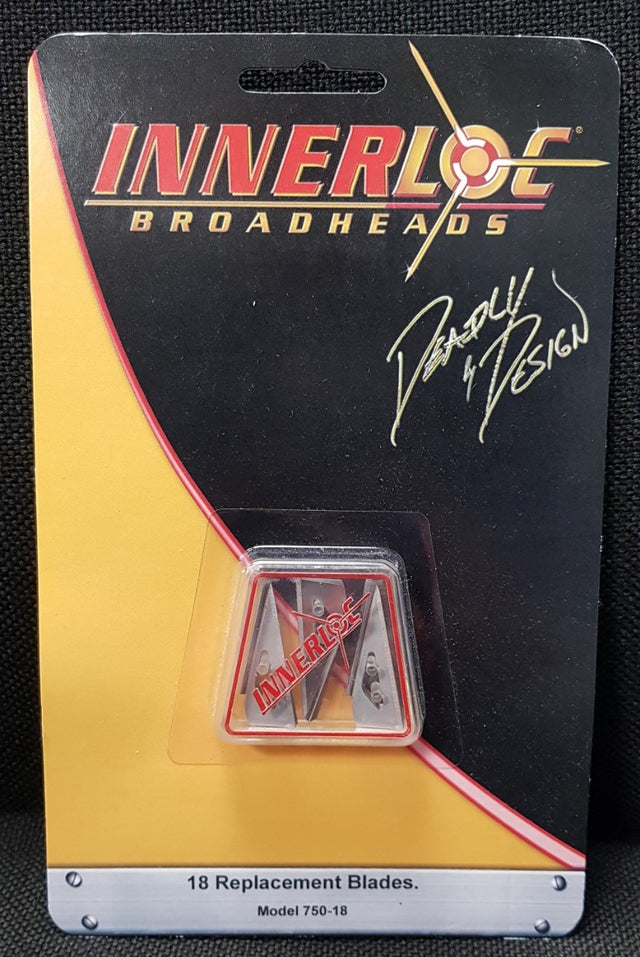 INNERLOC®
BROADHEADS
DEADLY
by DESIGN
INNERLOC
18 Replacement Blades.
Model 750-18